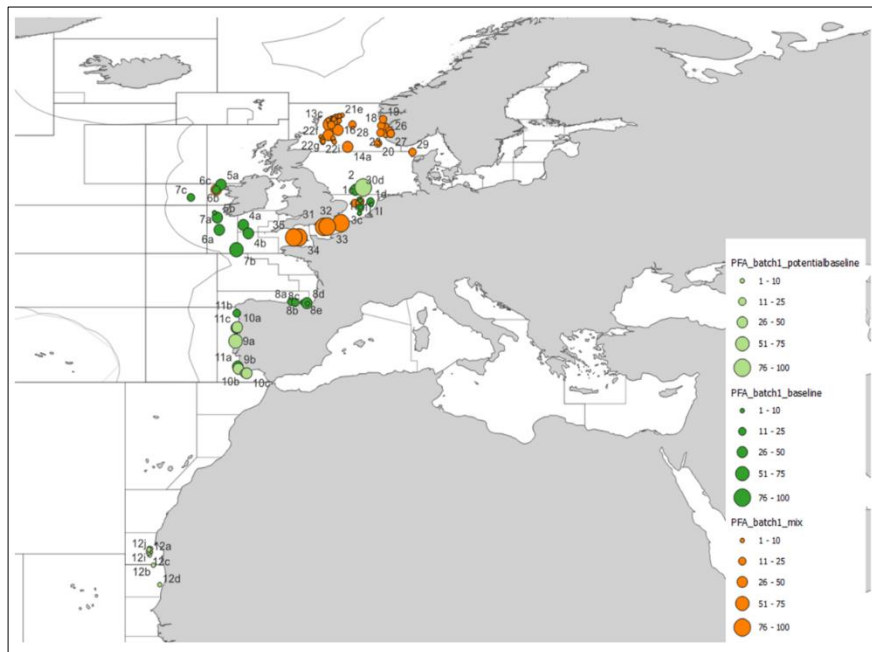 13c
21e
19
18
22f
16
26
28
22g
22i
27
20
29
14a
5a
6c
7c
6b
2
30d
1d
1l
7a
4a
31
32
3c
6a
35
33
4b
34
7b
8a
8c
8d
8b
8e
11b
10a
11c
9a
11a
9b
10b
10c
12j
12a
12i
12c
12b
12d
PFA_batch1_potentialbaseline
1 - 10
11 - 25
26 - 50
51 - 75
76 - 100
PFA_batch1_baseline
1 - 10
11 - 25
26 - 50
51 - 75
76 - 100
PFA_batch1_mix
1 - 10
11 - 25
26 - 50
51 - 75
76 - 100